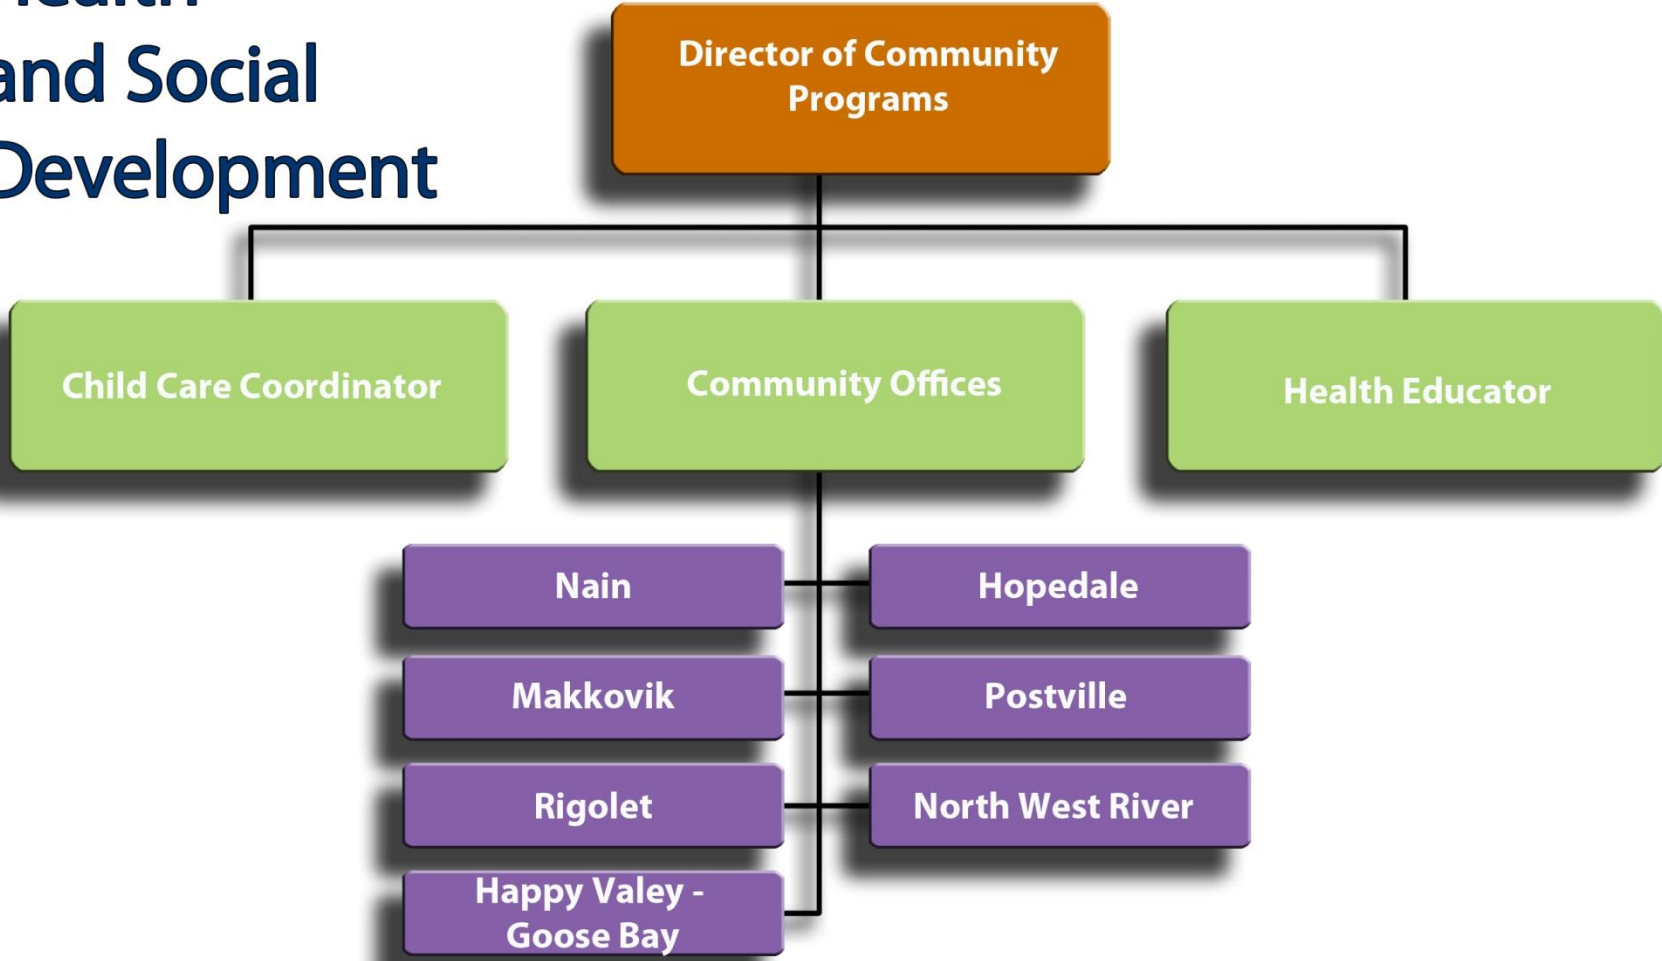 Health
and Social
Development
Director of Community
Programs
Child Care Coordinator
Community Offices
Health Educator
Nain
Hopedale
Makkovik
Postville
Rigolet
North West River
Happy Valey -
Goose Bay